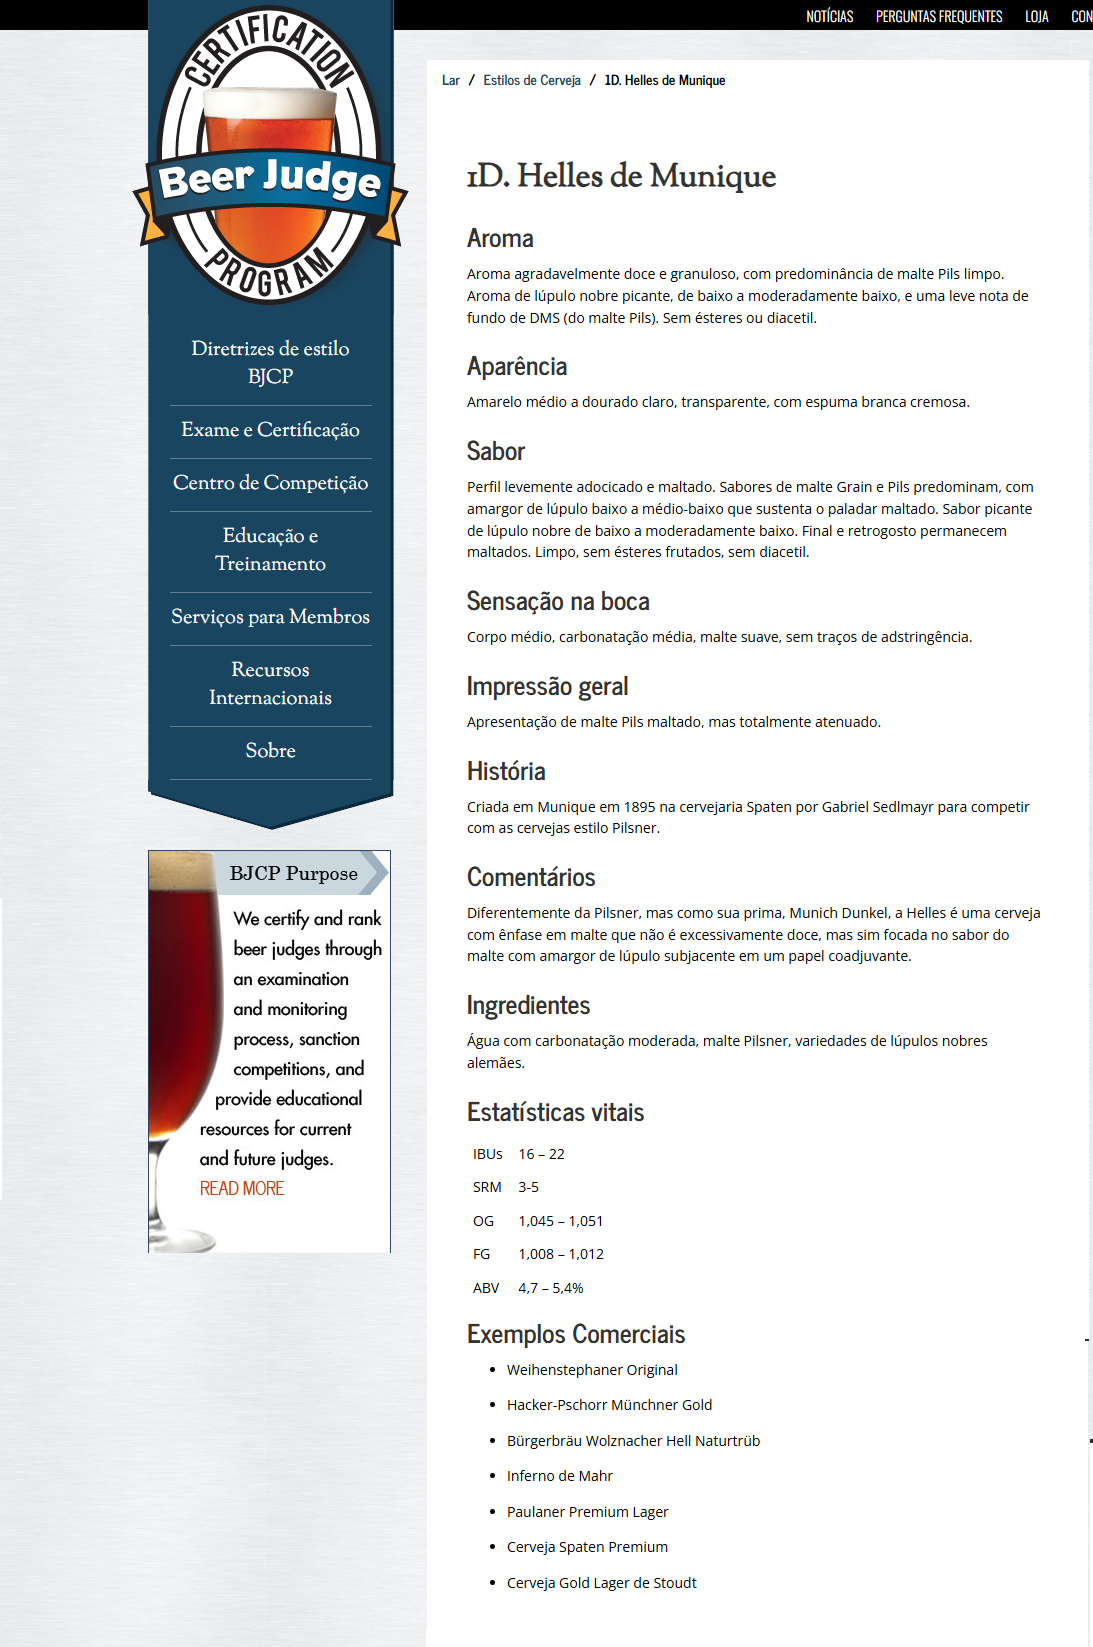 NOTÍCIAS PERGUNTAS FREQUENTES LOJA CON
CERTIFICATION
Beer Judge
PROGRAM
Diretrizes de estilo
BJCP
Exame e Certificação
Centro de Competição
Educação e
Treinamento
Serviços para Membros
Recursos
Internacionais
Sobre
BJCP Purpose
We certify and rank
beer judges through
an examination
and monitoring
process, sanction
competitions, and
provide educational
resources for current
and future judges.
READ MORE
Lar / Estilos de Cerveja / 1D. Helles de Munique
1D. Helles de Munique
Aroma
Aroma agradavelmente doce e granuloso, com predominância de malte Pils limpo.
Aroma de lúpulo nobre picante, de baixo a moderadamente baixo, e uma leve nota de
fundo de DMS (do malte Pils). Sem ésteres ou diacetil.
Aparência
Amarelo médio a dourado claro, transparente, com espuma branca cremosa.
Sabor
Perfil levemente adocicado e maltado. Sabores de malte Grain e Pils predominam, com
amargor de lúpulo baixo a médio-baixo que sustenta o paladar maltado. Sabor picante
de lúpulo nobre de baixo a moderadamente baixo. Final e retrogosto permanecem
maltados. Limpo, sem ésteres frutados, sem diacetil.
Sensação na boca
Corpo médio, carbonatação média, malte suave, sem traços de adstringência.
Impressão geral
Apresentação de malte Pils maltado, mas totalmente atenuado.
História
Criada em Munique em 1895 na cervejaria Spaten por Gabriel Sedlmayr para competir
com as cervejas estilo Pilsner.
Comentários
Diferentemente da Pilsner, mas como sua prima, Munich Dunkel, a Helles é uma cerveja
com ênfase em malte que não é excessivamente doce, mas sim focada no sabor do
malte com amargor de lúpulo subjacente em um papel coadjuvante.
Ingredientes
Água com carbonatação moderada, malte Pilsner, variedades de lúpulos nobres
alemães.
Estatísticas vitais
IBUs 16 – 22
SRM 3-5
OG 1,045 – 1,051
FG 1,008 – 1,012
ABV 4,7 – 5,4%
Exemplos Comerciais
• Weihenstephaner Original
• Hacker-Pschorr Münchner Gold
• Bürgerbräu Wolznacher Hell Naturtrüb
• Inferno de Mahr
• Paulaner Premium Lager
• Cerveja Spaten Premium
• Cerveja Gold Lager de Stoudt